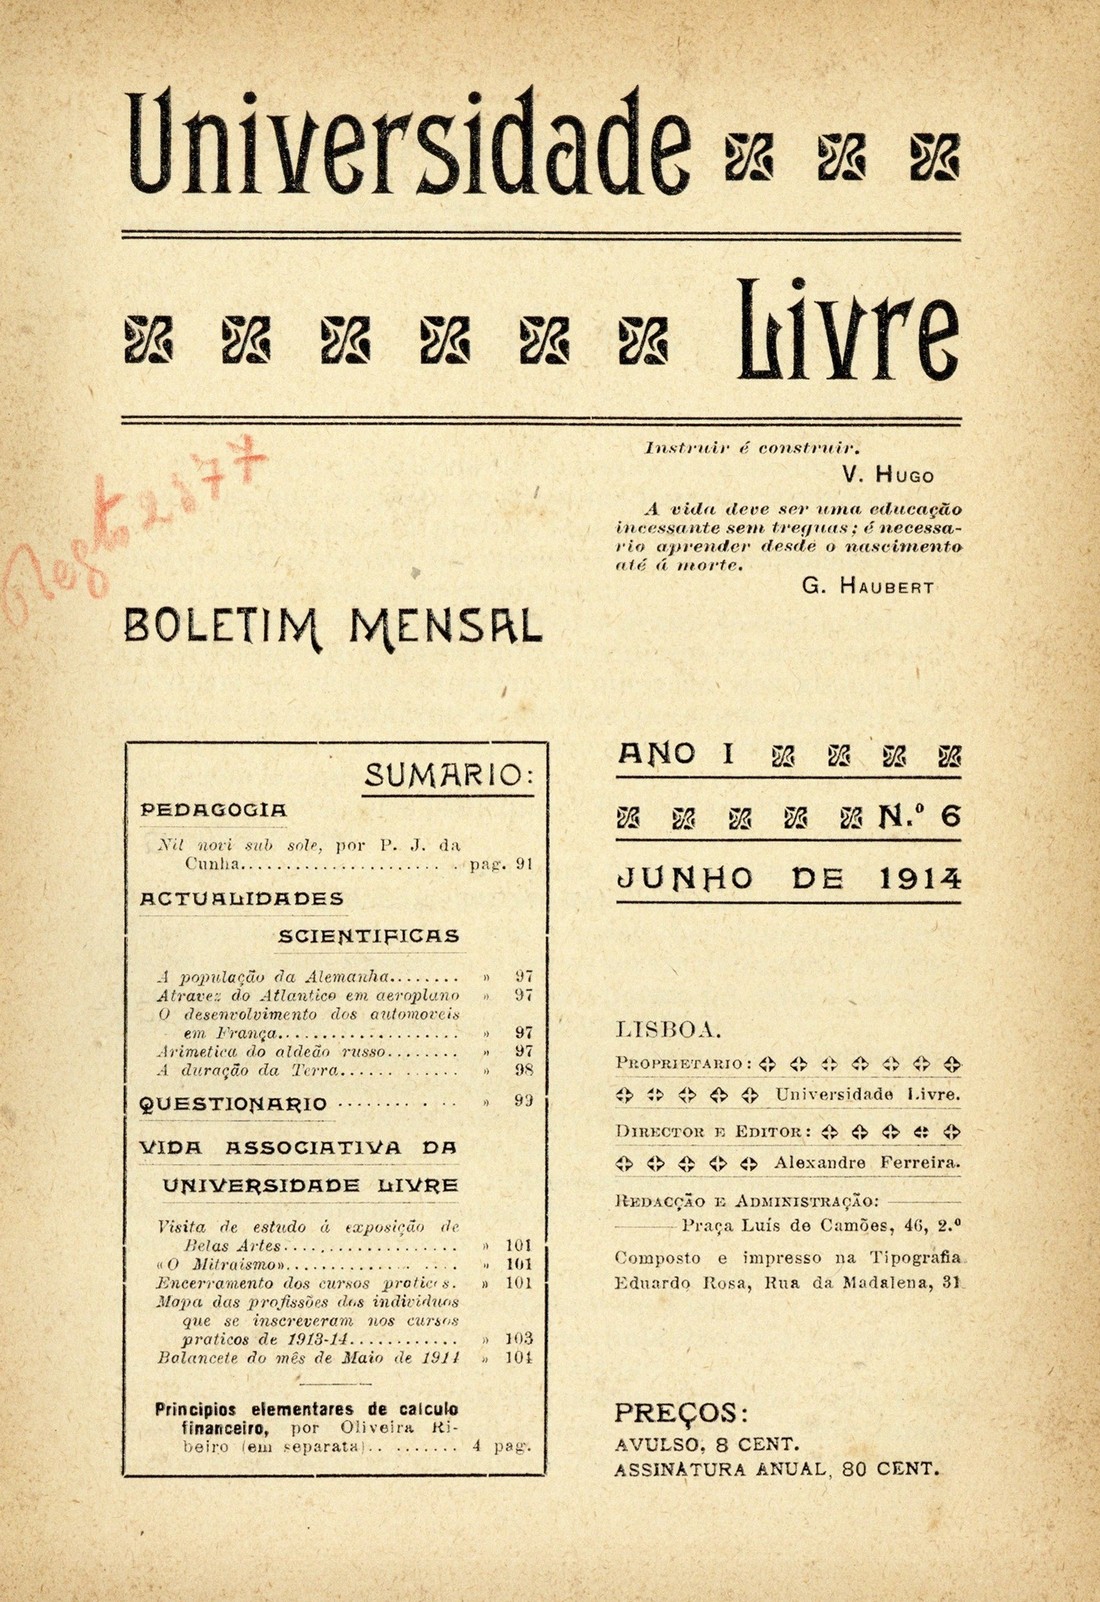 Universidade
Livre
Instruir é construir.
V. HUGO
A vida deve ser uma educação
incessante sem treguas; é necessa-
rio aprender desde o nascimento
até á morte.
G. HAUBERT
BOLETIM MENSAL
SUMARIO:
PEDAGOGIA
Nil novi sub sole, por P. J. da
Cunha...................... pag. 91
ACTUALIDADES
SCIENTIFICAS
A população da Alemanha........ » 97
Atravez do Atlantico em aeroplano » 97
O desenvolvimento dos automoveis
em França................... » 97
Arimetica do aldeão russo........ » 97
A duração da Terra............. » 98
QUESTIONARIO .......... » 99
VIDA ASSOCIATIVA DA
UNIVERSIDADE LIVRE
Visita de estudo á exposição de
Belas Artes.................. » 101
«O Mitraismo»................. » 101
Encerramento dos cursos praticos. » 101
Mapa das profissões dos individuos
que se inscreveram nos cursos
praticos de 1913-14........... » 103
Balancete do mês de Maio de 1914 » 104
Principios elementares de calculo
financeiro, por Oliveira Ri-
beiro (em separata)......... 4 pag.
ANO I
N.º 6
JUNHO DE 1914
LISBOA.
PROPRIETARIO:
Universidade Livre.
DIRECTOR E EDITOR:
Alexandre Ferreira.
REDACÇÃO E ADMINISTRAÇÃO:
Praça Luís de Camões, 46, 2.º
Composto e impresso na Tipografia
Eduardo Rosa, Rua da Madalena, 31
PREÇOS:
AVULSO, 8 CENT.
ASSINATURA ANUAL, 80 CENT.